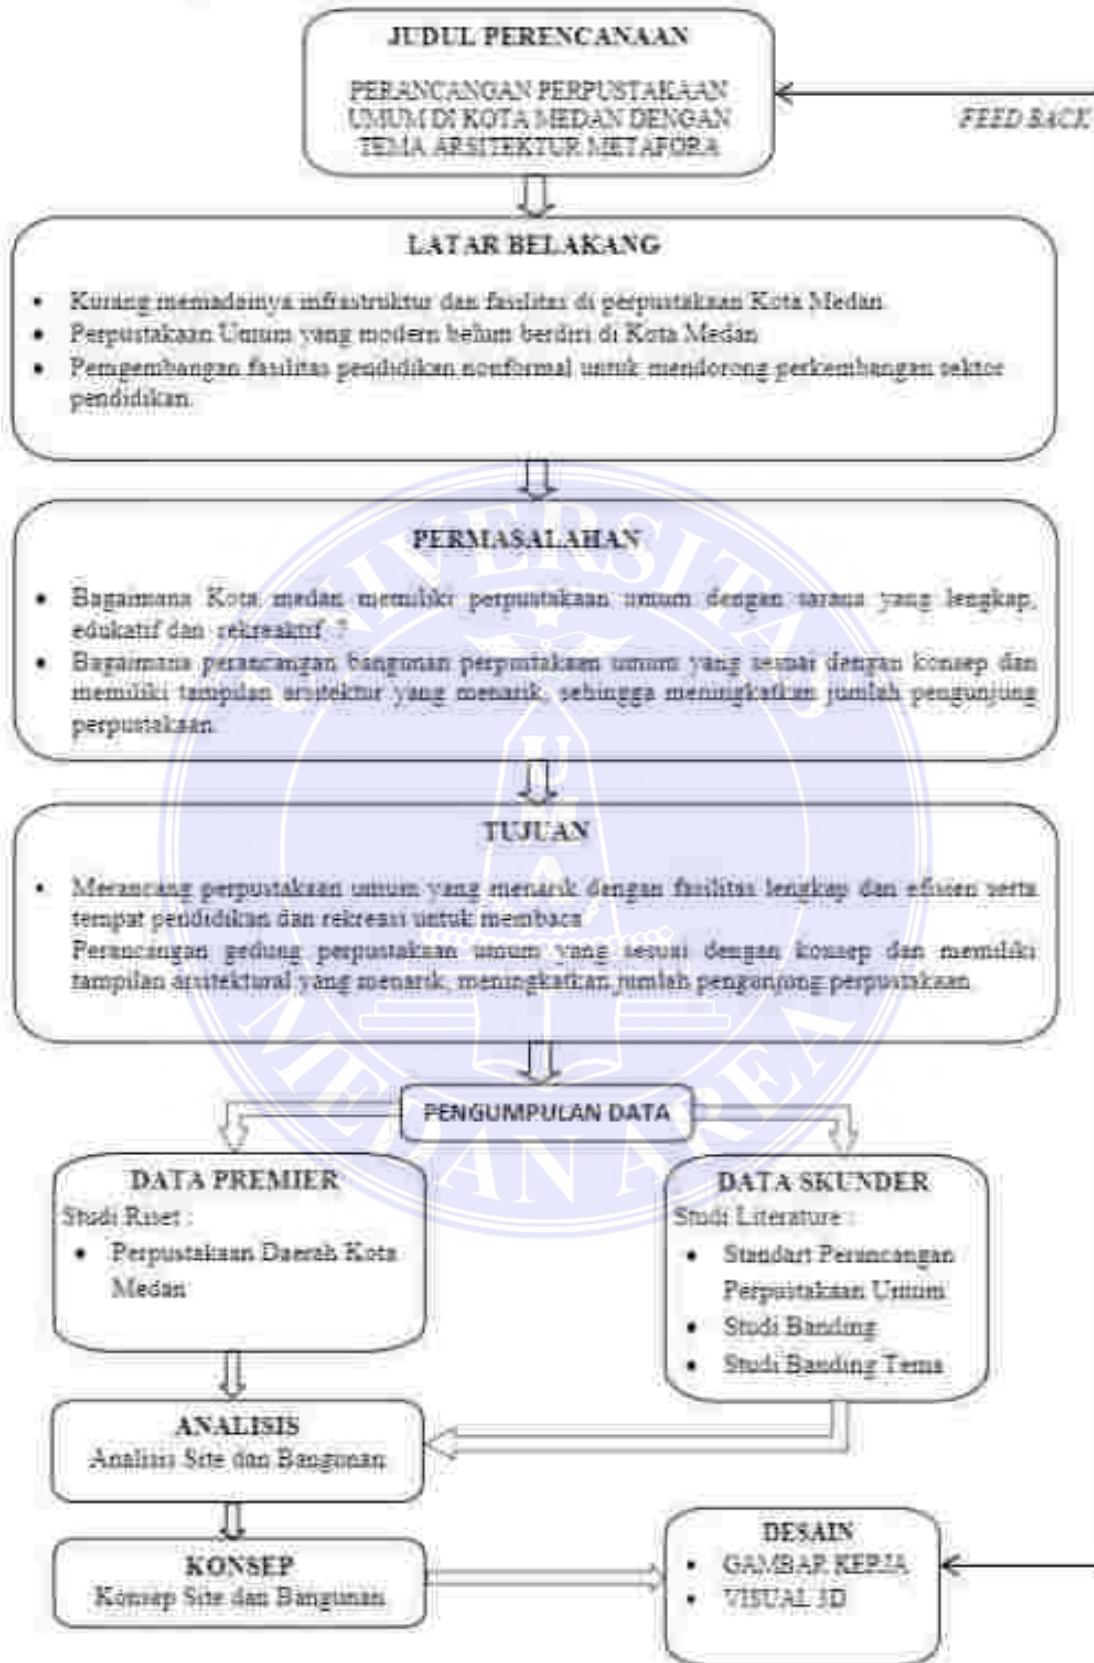 JUDUL PERENCANAAN
PERANCANGAN PERPUSTAKAAN
UMUM DI KOTA MEDAN DENGAN
TEMA ARSITEKTUR METAFORA
FEED BACK
LATAR BELAKANG
• Kurang memadainya infrastruktur dan fasilitas di perpustakaan Kota Medan.
• Perpustakaan Umum yang modern belum berdiri di Kota Medan
• Pemgembangan fasilitas pendidikan nonformal untuk mendorong perkembangan sektor
pendidikan.
PERMASALAHAN
• Bagaimana Kota medan memiliki perpustakaan umum dengan sarana yang lengkap,
edukatif dan rekreaktif ?
• Bagaimana perancangan bangunan perpustakaan umum yang sesuai dengan konsep dan
memiliki tampilan arsitektur yang menarik, sehingga meningkatkan jumlah pengunjung
perpustakaan.
TUJUAN
• Merancang perpustakaan umum yang menarik dengan fasilitas lengkap dan efisien serta
tempat pendidikan dan rekreasi untuk membaca
Perancangan gedung perpustakaan umum yang sesuai dengan konsep dan memiliki
tampilan arsitektural yang menarik, meningkatkan jumlah pengunjung perpustakaan
PENGUMPULAN DATA
DATA PREMIER
Studi Riset :
• Perpustakaan Daerah Kota
Medan
DATA SKUNDER
Studi Literature :
• Standart Perancangan
Perpustakaan Umum
• Studi Banding
• Studi Banding Tema
ANALISIS
Analisis Site dan Bangunan
KONSEP
Konsep Site dan Bangunan
DESAIN
• GAMBAR KERJA
• VISUAL 3D
UNIVERSITAS
MEDAN AREA
UMA